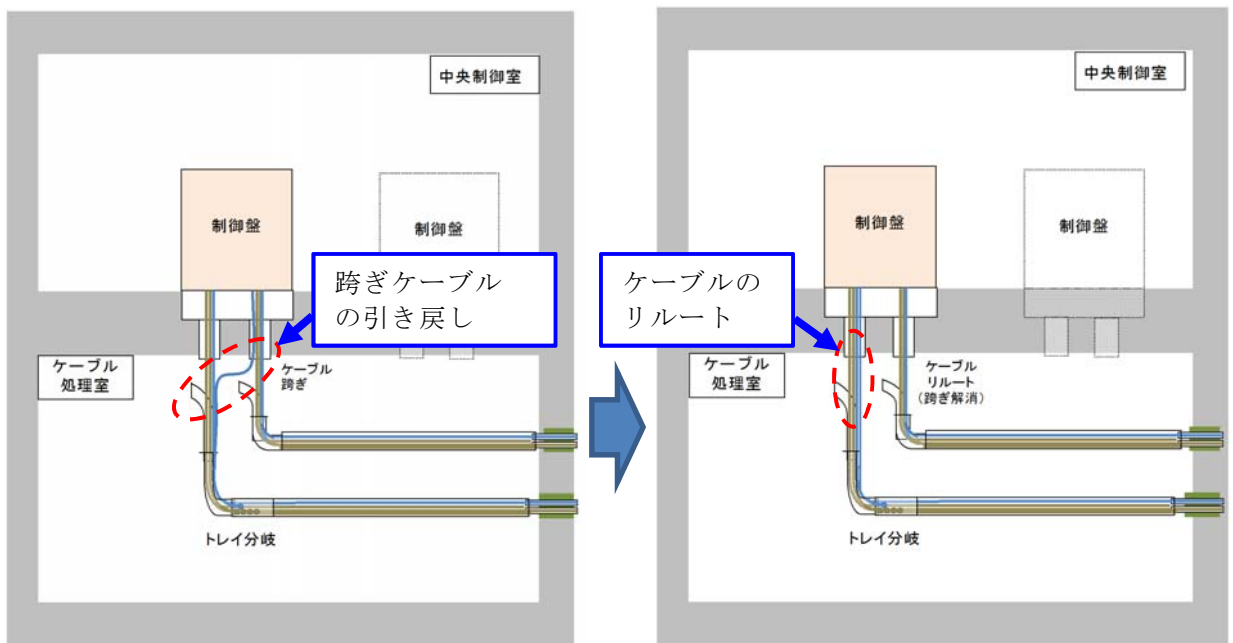 中央制御室
制御盤
制御盤
跨ぎケーブル
の引き戻し
ケーブル
処理室
ケーブル
跨ぎ
トレイ分岐
中央制御室
制御盤
制御盤
ケーブルの
リルート
ケーブル
処理室
ケーブル
リルート
(跨ぎ解消)
トレイ分岐